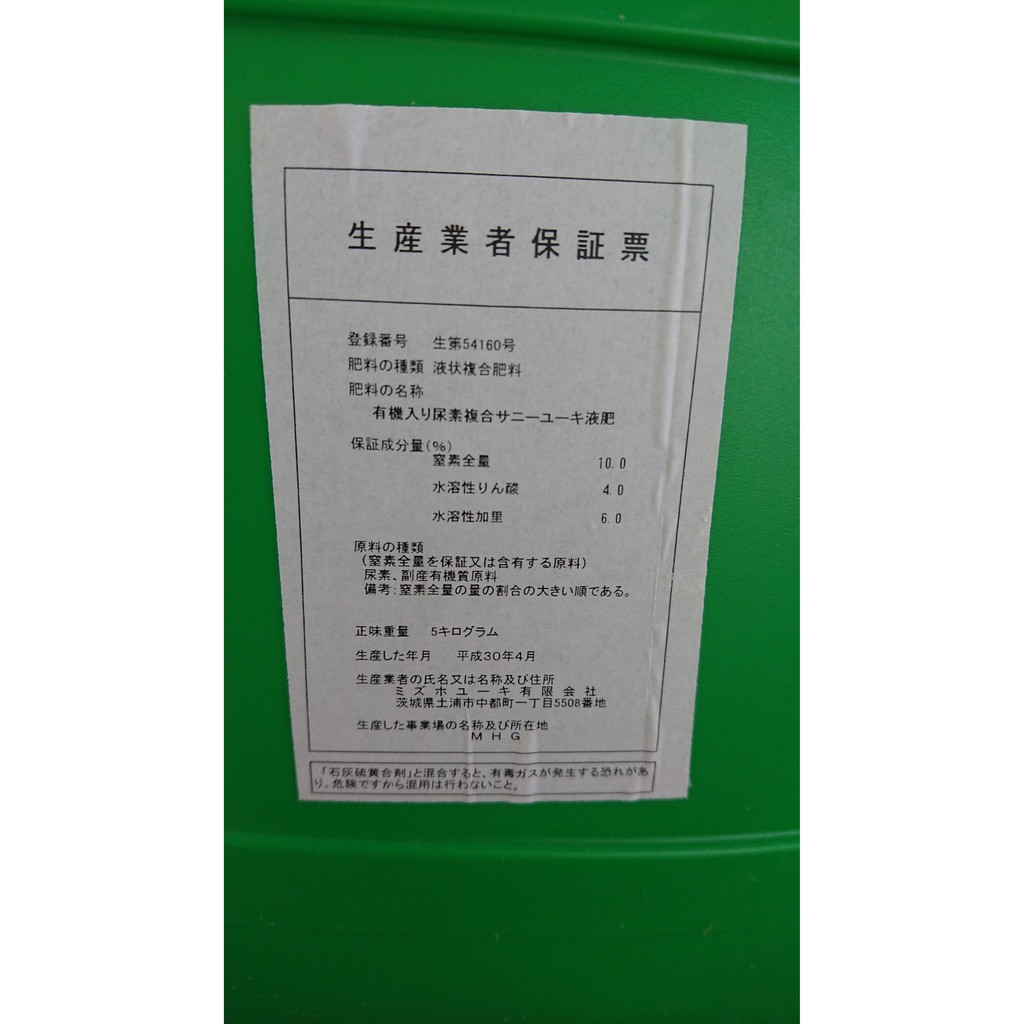 生産業者保証票
登録番号 生第54160号
肥料の種類 液状複合肥料
肥料の名称
有機入り尿素複合サニーユーキ液肥
保証成分量(%)
窒素全量 10.0
水溶性りん酸 4.0
水溶性加里 6.0
原料の種類
(窒素全量を保証又は含有する原料)
尿素、副産有機質原料
備考:窒素全量の量の割合の大きい順である。
正味重量 5キログラム
生産した年月 平成30年4月
生産業者の氏名又は名称及び住所
ミズホユーキ有限会社
茨城県土浦市中都町一丁目5508番地
生産した事業場の名称及び所在地
MHG
「石灰硫黄合剤」と混合すると、有毒ガスが発生する恐れがあ
り、危険ですから混用は行わないこと。